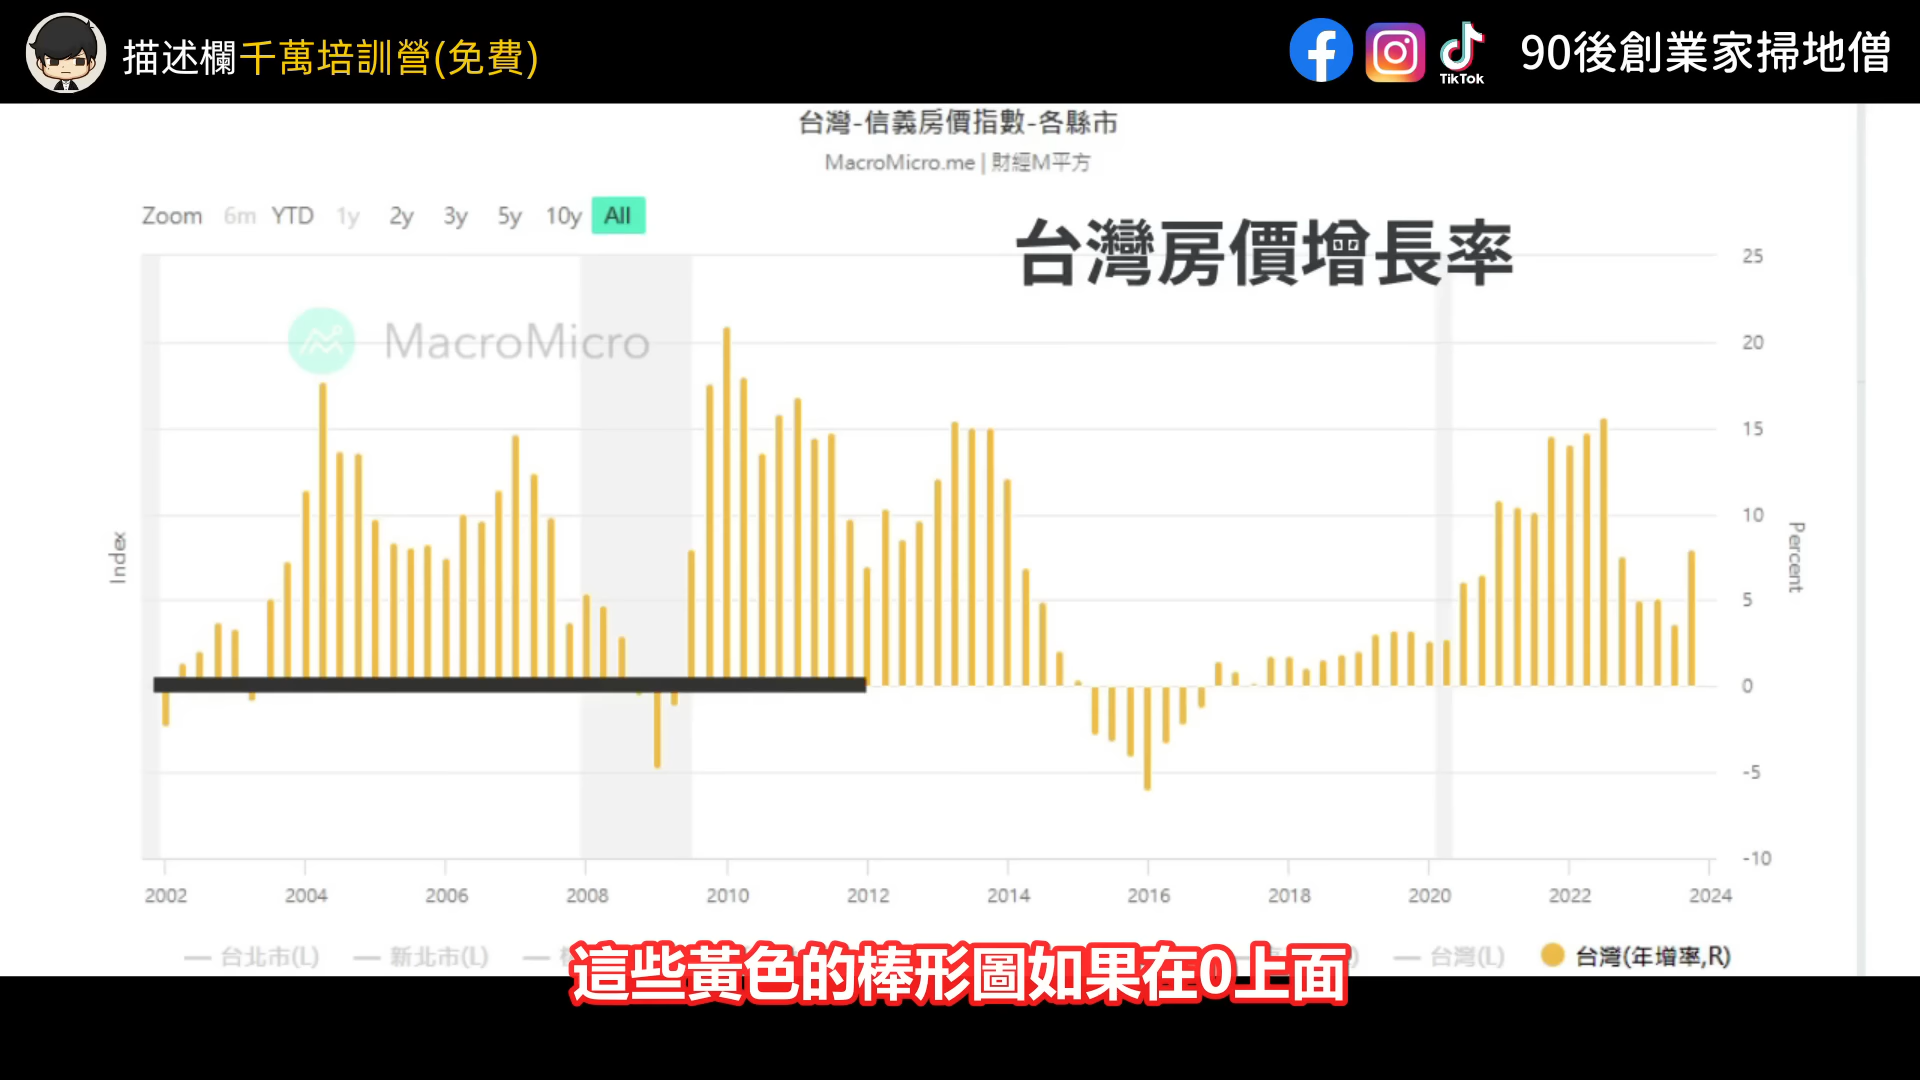 描述欄千萬培訓營(免費)
TikTok
90後創業家掃地僧
台灣-信義房價指數-各縣市
MacroMicro.me | 財經M平方
Zoom 6m YTD 1y 2y 3y 5y 10y All
台灣房價增長率
MacroMicro
25
20
15
10
5
0
-5
-10
Index
Percent
2002 2004 2006 2008 2010 2012 2014 2016 2018 2020 2022 2024
台北市(L) 新北市(L) 台灣(L) 台灣(年增率,R)
這些黃色的棒形圖如果在0上面